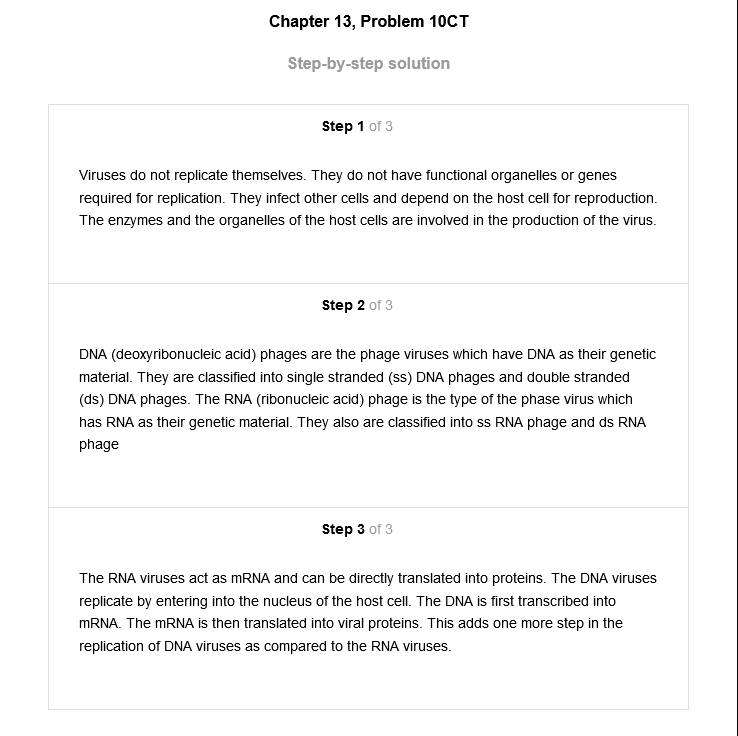 Chapter 13, Problem 10CT
Step-by-step solution
Step 1 of 3
Viruses do not replicate themselves. They do not have functional organelles or genes
required for replication. They infect other cells and depend on the host cell for reproduction.
The enzymes and the organelles of the host cells are involved in the production of the virus.
Step 2 of 3
DNA (deoxyribonucleic acid) phages are the phage viruses which have DNA as their genetic
material. They are classified into single stranded (ss) DNA phages and double stranded
(ds) DNA phages. The RNA (ribonucleic acid) phage is the type of the phase virus which
has RNA as their genetic material. They also are classified into ss RNA phage and ds RNA
phage
Step 3 of 3
The RNA viruses act as mRNA and can be directly translated into proteins. The DNA viruses
replicate by entering into the nucleus of the host cell. The DNA is first transcribed into
mRNA. The mRNA is then translated into viral proteins. This adds one more step in the
replication of DNA viruses as compared to the RNA viruses.